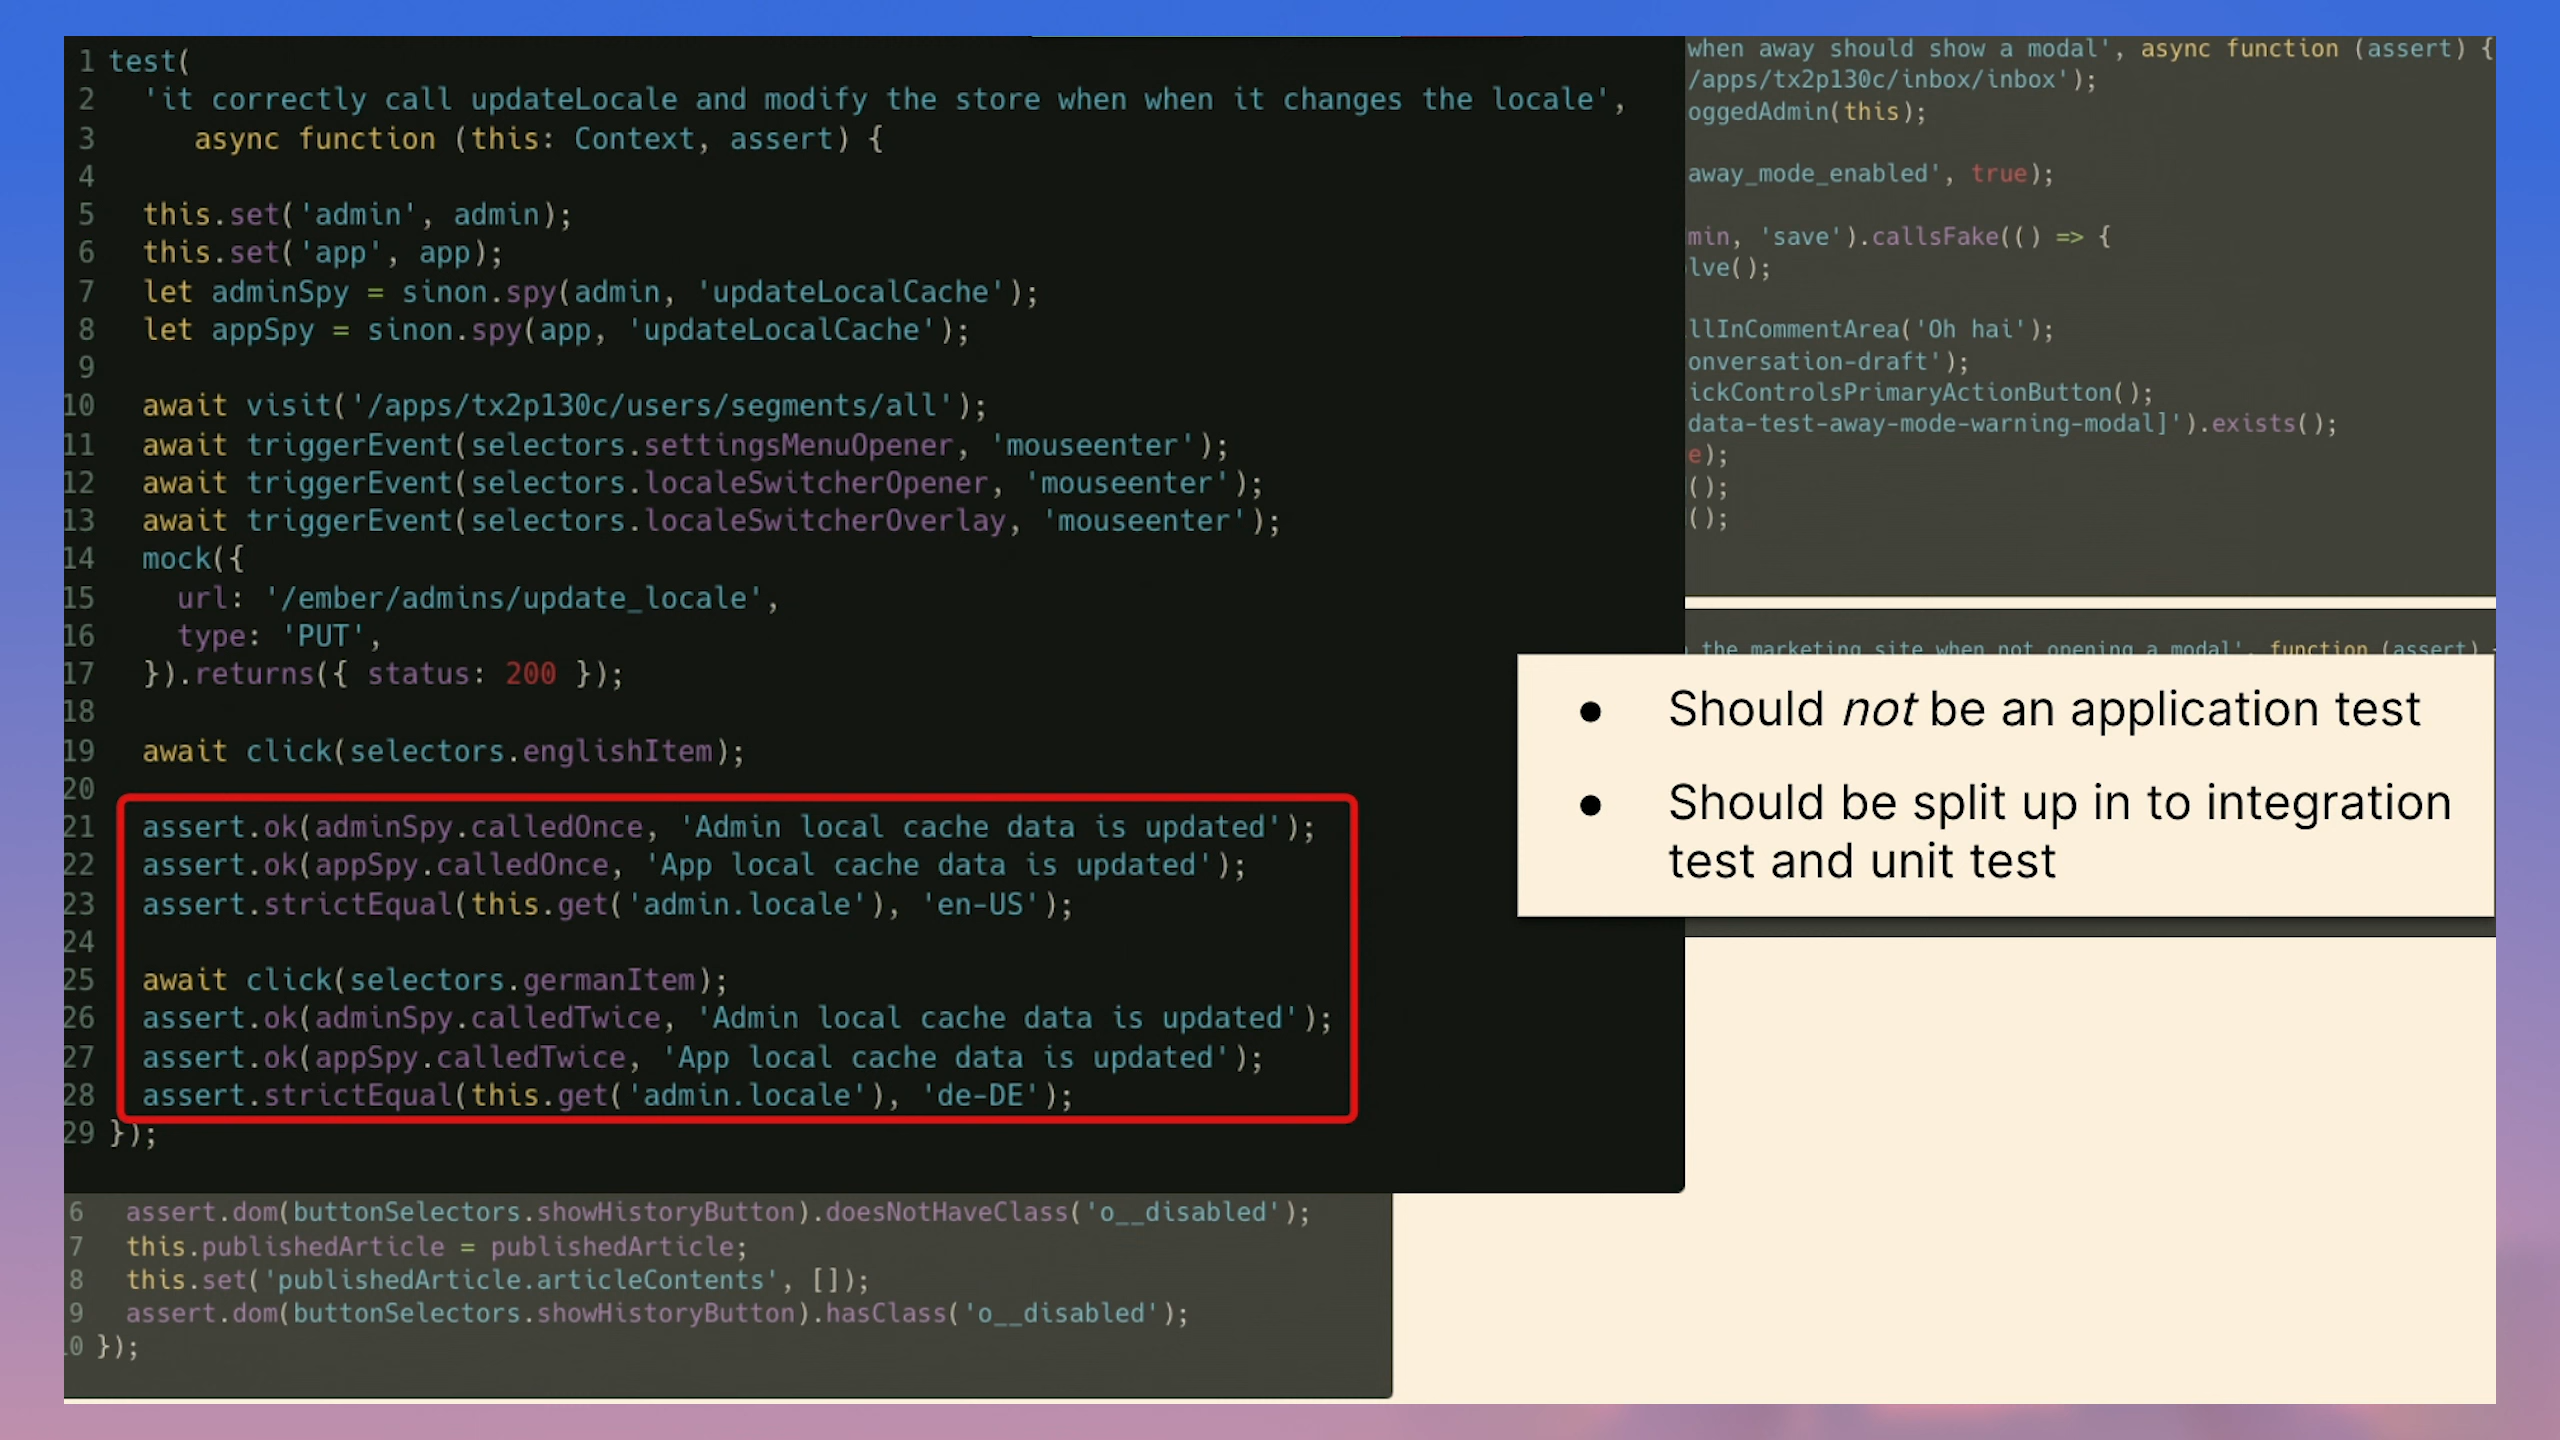 1 test(
2 'it correctly call updateLocale and modify the store when when it changes the locale',
3 async function (this: Context, assert) {
4
5 this.set('admin', admin);
6 this.set('app', app);
7 let adminSpy = sinon.spy(admin, 'updateLocalCache');
8 let appSpy = sinon.spy(app, 'updateLocalCache');
9
10 await visit('/apps/tx2p130c/users/segments/all');
11 await triggerEvent(selectors.settingsMenuOpener, 'mouseenter');
12 await triggerEvent(selectors.localeSwitcherOpener, 'mouseenter');
13 await triggerEvent(selectors.localeSwitcherOverlay, 'mouseenter');
14 mock({
15 url: '/ember/admins/update_locale',
16 type: 'PUT',
17 }).returns({ status: 200 });
18
19 await click(selectors.englishItem);
20
21 assert.ok(adminSpy.calledOnce, 'Admin local cache data is updated');
22 assert.ok(appSpy.calledOnce, 'App local cache data is updated');
23 assert.strictEqual(this.get('admin.locale'), 'en-US');
24
25 await click(selectors.germanItem);
26 assert.ok(adminSpy.calledTwice, 'Admin local cache data is updated');
27 assert.ok(appSpy.calledTwice, 'App local cache data is updated');
28 assert.strictEqual(this.get('admin.locale'), 'de-DE');
29 });
when away should show a modal', async function (assert) {
/apps/tx2p130c/inbox/inbox');
oggedAdmin(this);
away_mode_enabled', true);
min, 'save').callsFake(() => {
lve();
llInCommentArea('Oh hai');
onversation-draft');
ickControlsPrimaryActionButton();
data-test-away-mode-warning-modal]').exists();
e);
();
();
the marketing site when not opening a modal', function (assert)
● Should not be an application test
● Should be split up in to integration
test and unit test
6 assert.dom(buttonSelectors.showHistoryButton).doesNotHaveClass('o__disabled');
7 this.publishedArticle = publishedArticle;
8 this.set('publishedArticle.articleContents', []);
9 assert.dom(buttonSelectors.showHistoryButton).hasClass('o__disabled');
0 });